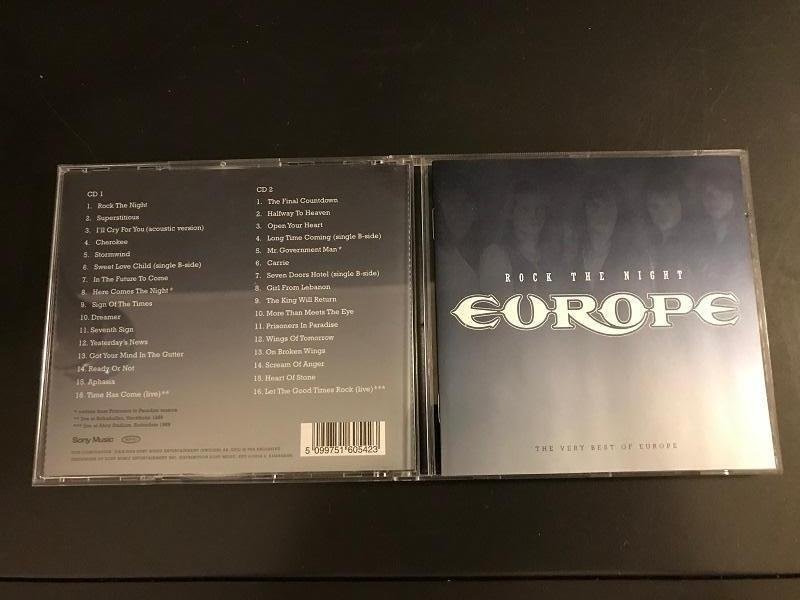 CD 1
1. Rock The Night
2. Superstitious
3. I'll Cry For You (acoustic version)
4. Cherokee
5. Stormwind
6. Sweet Love Child (single B-side)
7. In The Future To Come
8. Here Comes The Night *
9. Sign Of The Times
10. Dreamer
11. Seventh Sign
12. Yesterday's News
13. Got Your Mind In The Gutter
14. Ready Or Not
15. Aphasia
16. Time Has Come (live) **
CD 2
1. The Final Countdown
2. Halfway To Heaven
3. Open Your Heart
4. Long Time Coming (single B-side)
5. Mr. Government Man *
6. Carrie
7. Seven Doors Hotel (single B-side)
8. Girl From Lebanon
9. The King Will Return
10. More Than Meets The Eye
11. Prisoners In Paradise
12. Wings Of Tomorrow
13. On Broken Wings
14. Scream Of Anger
15. Heart Of Stone
16. Let The Good Times Rock (live) ***
Sony Music
5 099751 605423
ROCK THE NIGHT
EUROPE
THE VERY BEST OF EUROPE